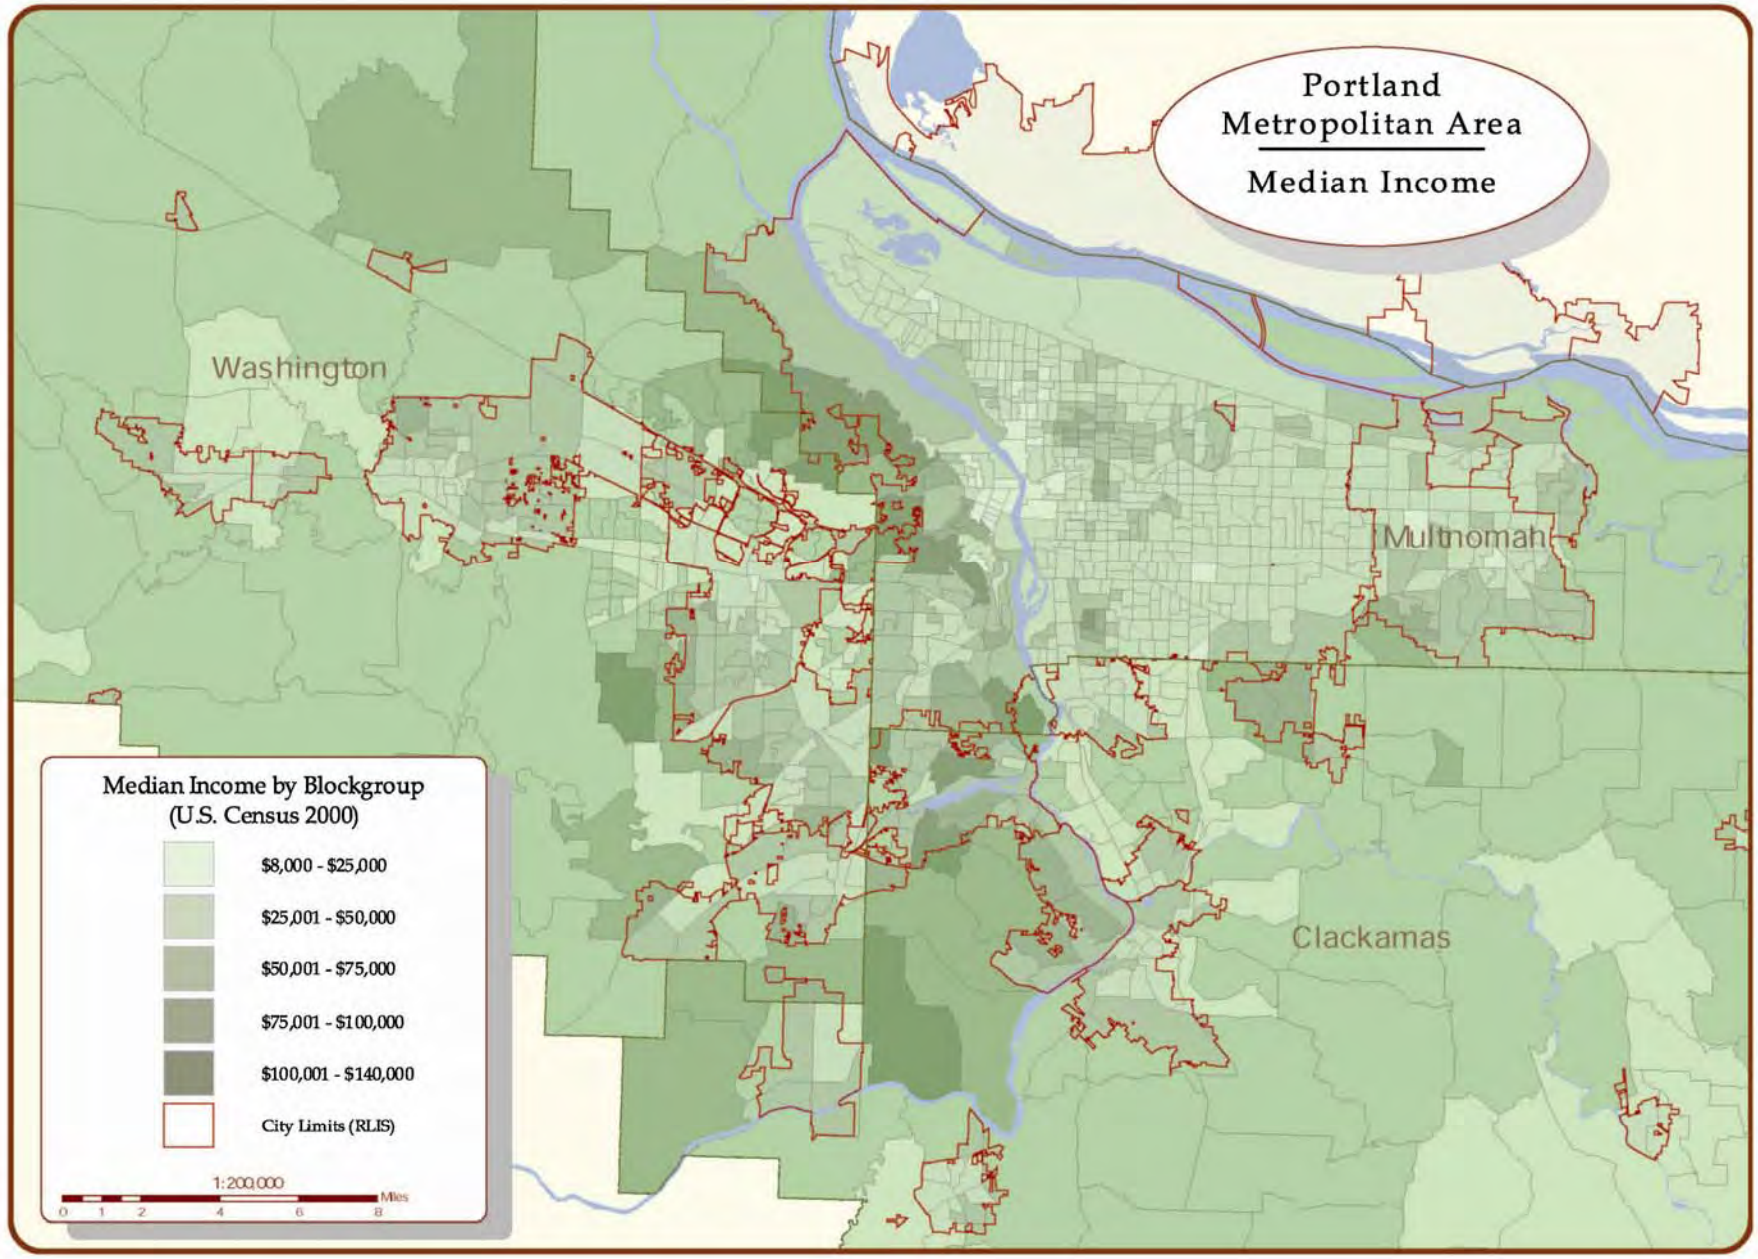 Portland
Metropolitan Area
Median Income
Washington
Multnomah
Clackamas
Median Income by Blockgroup
(U.S. Census 2000)
$8,000 - $25,000
$25,001 - $50,000
$50,001 - $75,000
$75,001 - $100,000
$100,001 - $140,000
City Limits (RLIS)
1:200,000
Miles
0 1 2 4 6 8